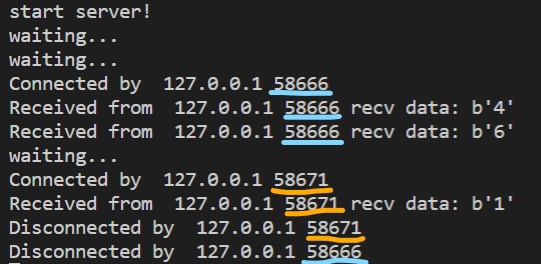 start server!
waiting...
waiting...
Connected by  127.0.0.1 58666
Received from  127.0.0.1 58666 recv data: b'4'
Received from  127.0.0.1 58666 recv data: b'6'
waiting...
Connected by  127.0.0.1 58671
Received from  127.0.0.1 58671 recv data: b'1'
Disconnected by  127.0.0.1 58671
Disconnected by  127.0.0.1 58666